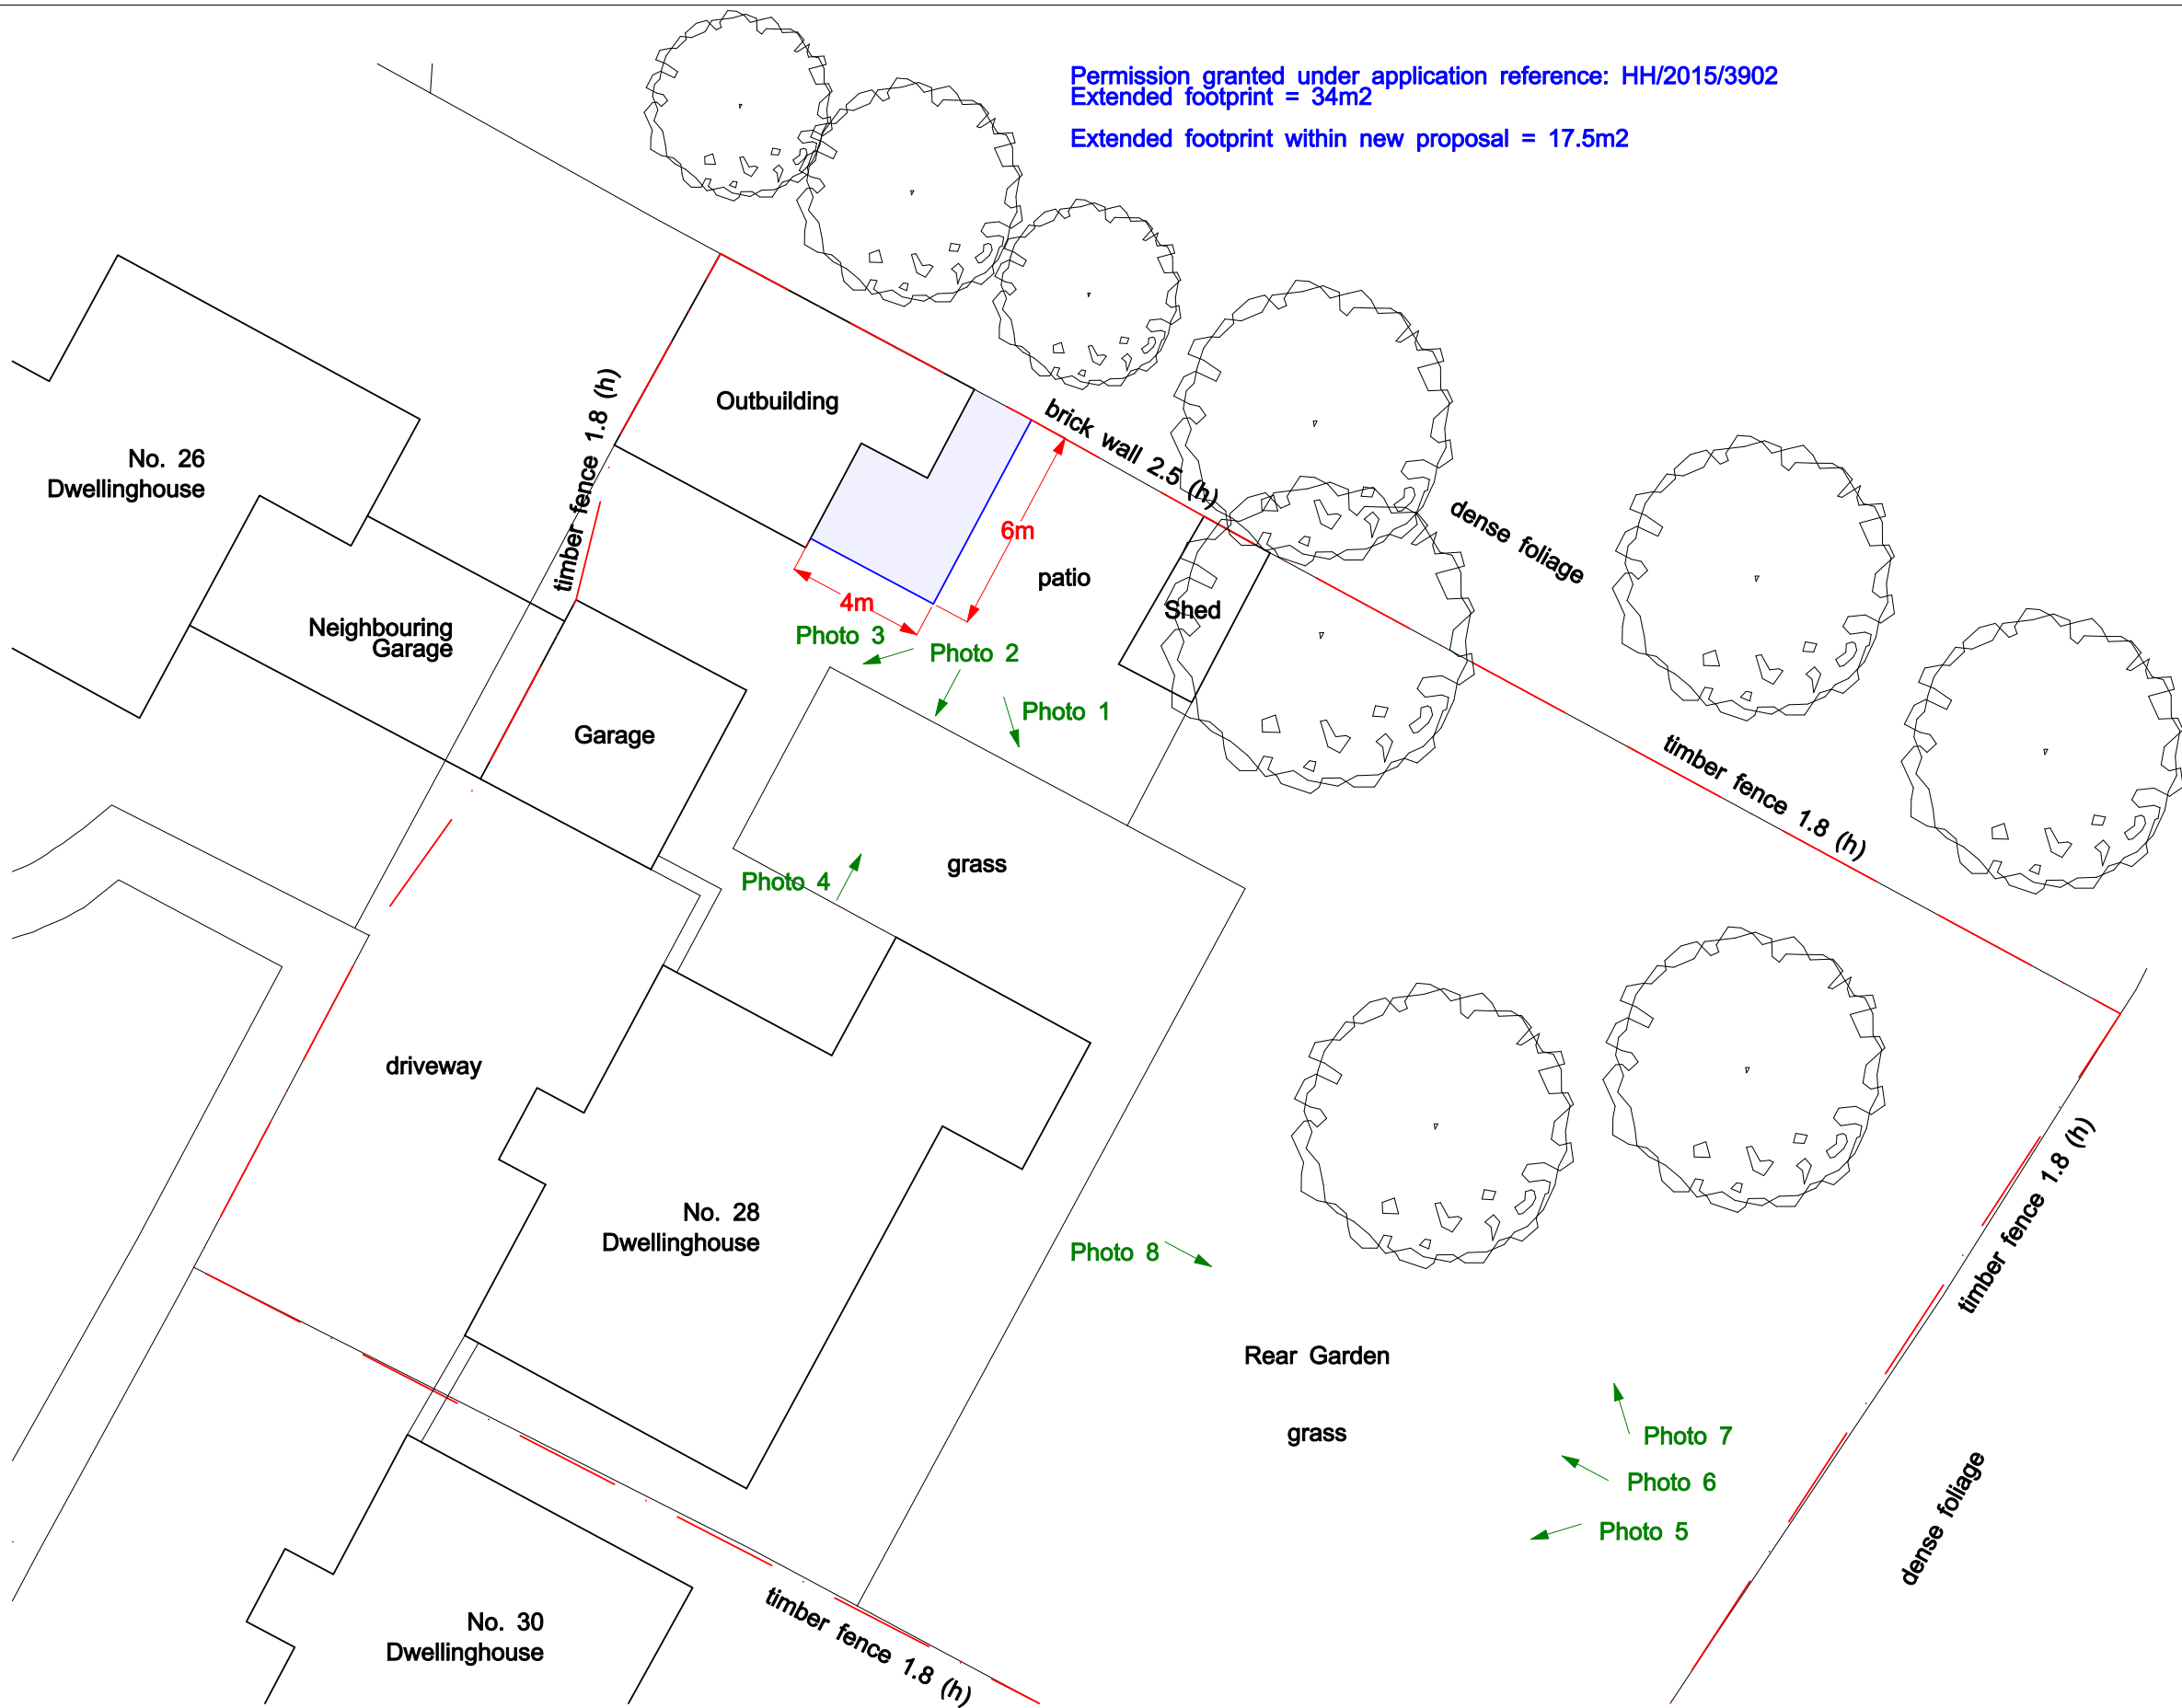 Permission granted under application reference: HH/2015/3902
Extended footprint = 34m2
Extended footprint within new proposal = 17.5m2
Outbuilding
timber fence 1.8 (h)
brick wall 2.5 (h)
No. 26
Dwellinghouse
dense foliage
6m
patio
4m
Shed
Neighbouring
Garage
Photo 3
Photo 2
Photo 1
Garage
timber fence 1.8 (h)
grass
Photo 4
driveway
No. 28
Dwellinghouse
Photo 8
timber fence 1.8 (h)
Rear Garden
grass
Photo 7
Photo 6
Photo 5
dense foliage
No. 30
Dwellinghouse
timber fence 1.8 (h)